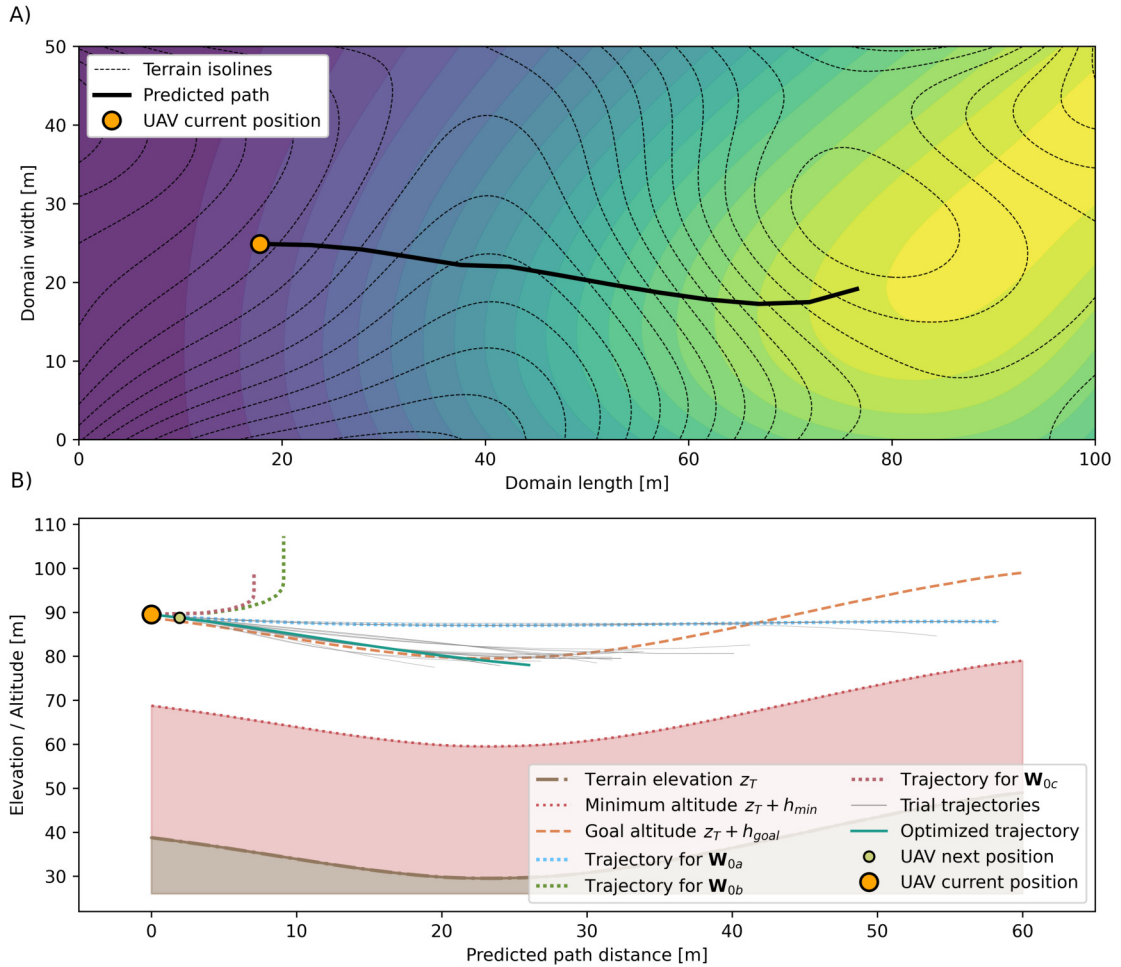 A)
50
40
30
20
10
0
Domain width [m]
Terrain isolines
Predicted path
UAV current position
0 20 40 60 80 100
Domain length [m]
B)
110
100
90
80
70
60
50
40
30
Elevation / Altitude [m]
Terrain elevation z_T
Minimum altitude z_T + h_min
Goal altitude z_T + h_goal
Trajectory for W_0a
Trajectory for W_0b
Trajectory for W_0c
Trial trajectories
Optimized trajectory
UAV next position
UAV current position
0 10 20 30 40 50 60
Predicted path distance [m]